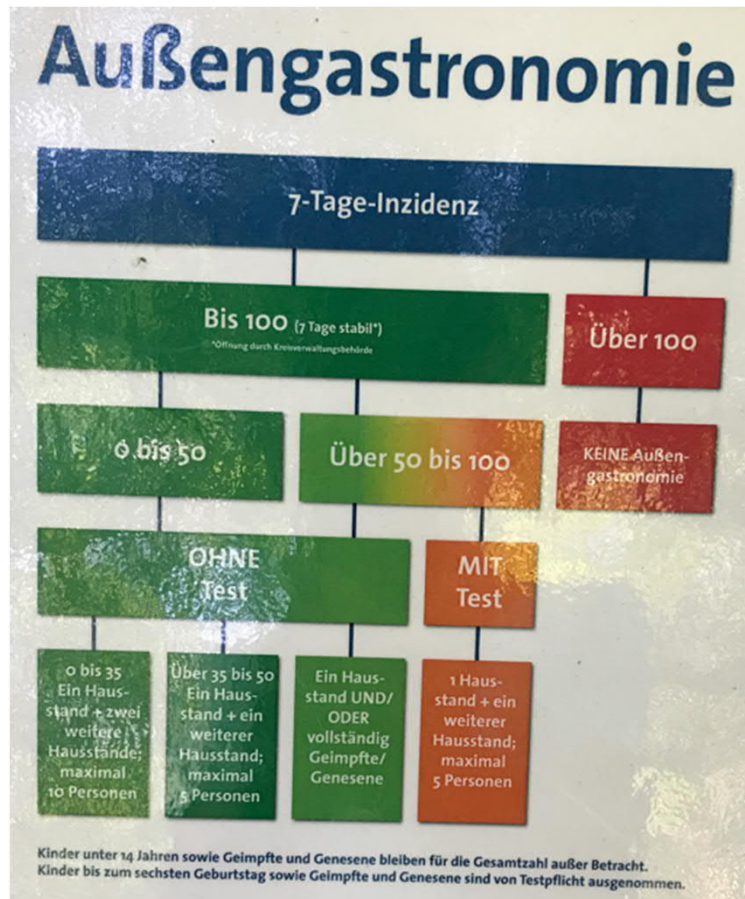 Außengastronomie
7-Tage-Inzidenz
Bis 100 (7 Tage stabil*)
*Öffnung durch Kreisverwaltungsbehörde
Über 100
0 bis 50
Über 50 bis 100
KEINE Außen-
gastronomie
OHNE
Test
MIT
Test
0 bis 35
Ein Haus-
stand + zwei
weitere
Hausstände;
maximal
10 Personen
Über 35 bis 50
Ein Haus-
stand + ein
weiterer
Hausstand;
maximal
5 Personen
Ein Haus-
stand UND/
ODER
vollständig
Geimpfte/
Genesene
1 Haus-
stand + ein
weiterer
Hausstand;
maximal
5 Personen
Kinder unter 14 Jahren sowie Geimpfte und Genesene bleiben für die Gesamtzahl außer Betracht.
Kinder bis zum sechsten Geburtstag sowie Geimpfte und Genesene sind von Testpflicht ausgenommen.